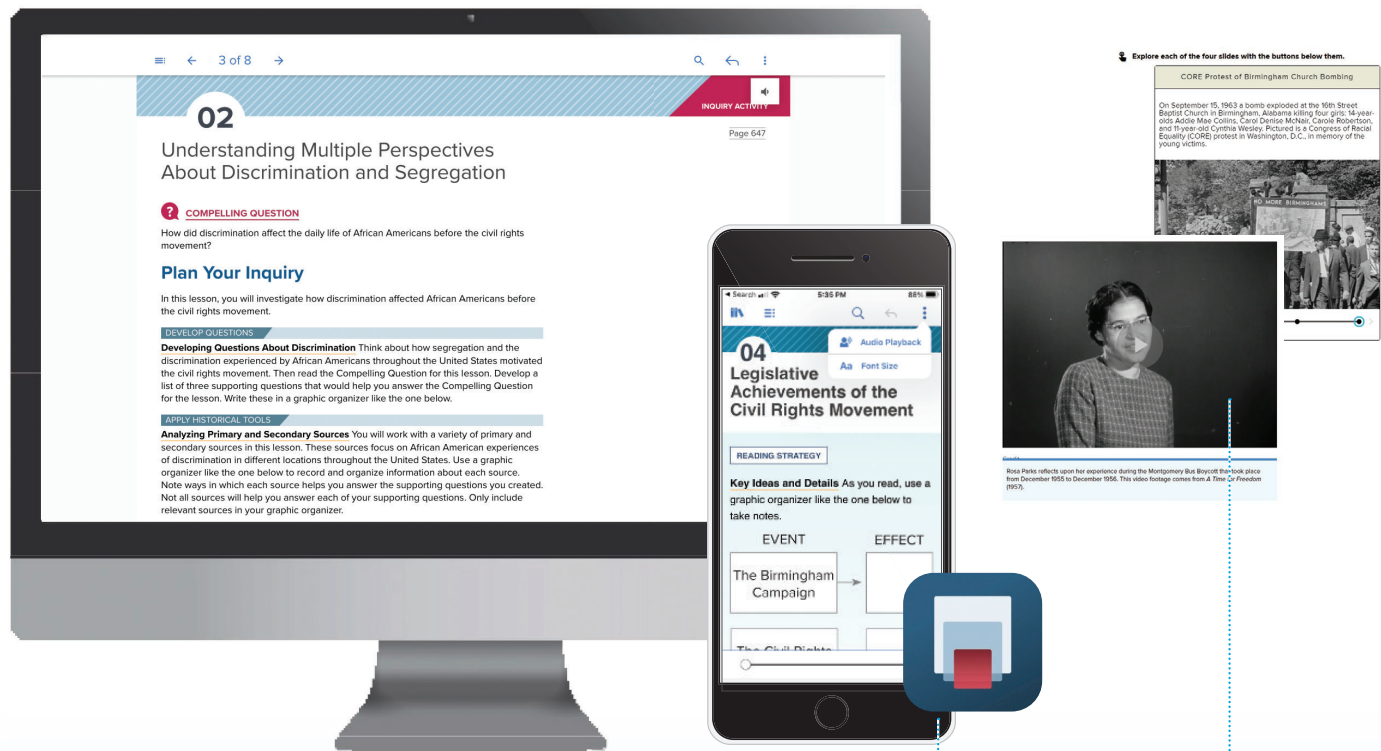 3 of 8
02
INQUIRY ACTIVITY
Page 647
Understanding Multiple Perspectives
About Discrimination and Segregation
? COMPELLING QUESTION
How did discrimination affect the daily life of African Americans before the civil rights
movement?
Plan Your Inquiry
In this lesson, you will investigate how discrimination affected African Americans before
the civil rights movement.
DEVELOP QUESTIONS
Developing Questions About Discrimination Think about how segregation and the
discrimination experienced by African Americans throughout the United States motivated
the civil rights movement. Then read the Compelling Question for this lesson. Develop a
list of three supporting questions that would help you answer the Compelling Question
for the lesson. Write these in a graphic organizer like the one below.
APPLY HISTORICAL TOOLS
Analyzing Primary and Secondary Sources You will work with a variety of primary and
secondary sources in this lesson. These sources focus on African American experiences
of discrimination in different locations throughout the United States. Use a graphic
organizer like the one below to record and organize information about each source.
Note ways in which each source helps you answer the supporting questions you created.
Not all sources will help you answer each of your supporting questions. Only include
relevant sources in your graphic organizer.
Search
5:35 PM
88%
Audio Playback
Aa Font Size
04
Legislative
Achievements of the
Civil Rights Movement
READING STRATEGY
Key Ideas and Details As you read, use a
graphic organizer like the one below to
take notes.
EVENT EFFECT
The Birmingham
Campaign
The Civil Rights
Explore each of the four slides with the buttons below them.
CORE Protest of Birmingham Church Bombing
On September 15, 1963 a bomb exploded at the 16th Street
Baptist Church in Birmingham, Alabama killing four girls: 14-year-
olds Addie Mae Collins, Carol Denise McNair, Carole Robertson,
and 11-year-old Cynthia Wesley. Pictured is a Congress of Racial
Equality (CORE) protest in Washington, D.C., in memory of the
young victims.
NO MORE BIRMINGHAMS
Credit
Rosa Parks reflects upon her experience during the Montgomery Bus Boycott that took place
from December 1955 to December 1956. This video footage comes from A Time for Freedom
(1957).